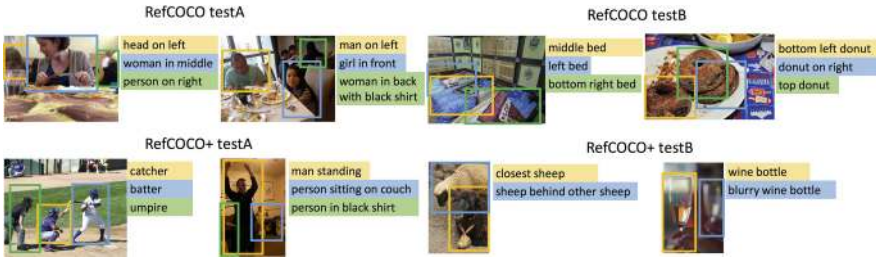 RefCOCO testA
head on left
woman in middle
person on right
man on left
girl in front
woman in back
with black shirt
RefCOCO testB
middle bed
left bed
bottom right bed
bottom left donut
donut on right
top donut
RefCOCO+ testA
catcher
batter
umpire
man standing
person sitting on couch
person in black shirt
RefCOCO+ testB
closest sheep
sheep behind other sheep
wine bottle
blurry wine bottle